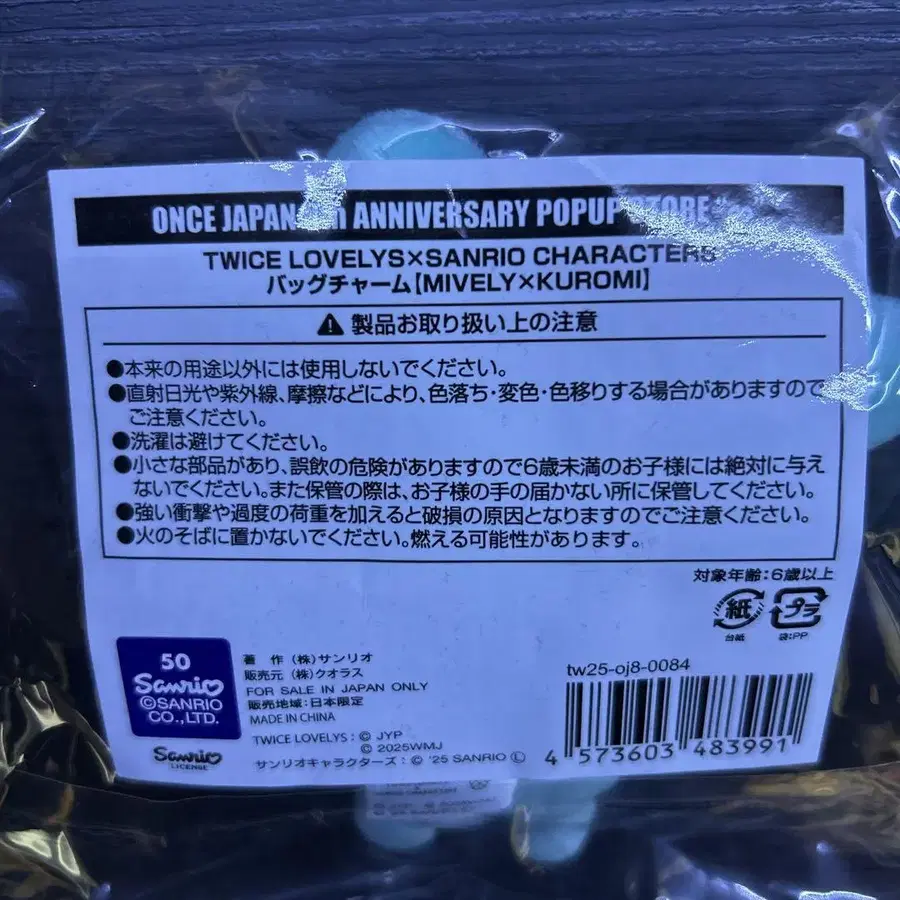 ONCE JAPAN ANNIVERSARY POPUP STORE
TWICE LOVELYS×SANRIO CHARACTERS
バッグチャーム【MIVELY×KUROMI】
製品お取り扱い上の注意
●本来の用途以外には使用しないでください。
●直射日光や紫外線、摩擦などにより、色落ち・変色・色移りする場合がありますので
ご注意ください。
●洗濯は避けてください。
●小さな部品があり、誤飲の危険がありますので6歳未満のお子様には絶対に与え
ないでください。また保管の際は、お子様の手の届かない所に保管してください。
●強い衝撃や過度の荷重を加えると破損の原因となりますのでご注意ください。
●火のそばに置かないでください。燃える可能性があります。
対象年齢:6歳以上
紙
プラ
台紙
袋:PP
50
Sanrio
©SANRIO
CO.,LTD.
Sanrio
LICENSE
著 作 (株)サンリオ
販売元 (株)クオラス
FOR SALE IN JAPAN ONLY
販売地域:日本限定
MADE IN CHINA
TWICE LOVELYS:© JYP
© 2025WMJ
サンリオキャラクターズ:© '25 SANRIO Ⓛ
tw25-oj8-0084
4 573603 483991